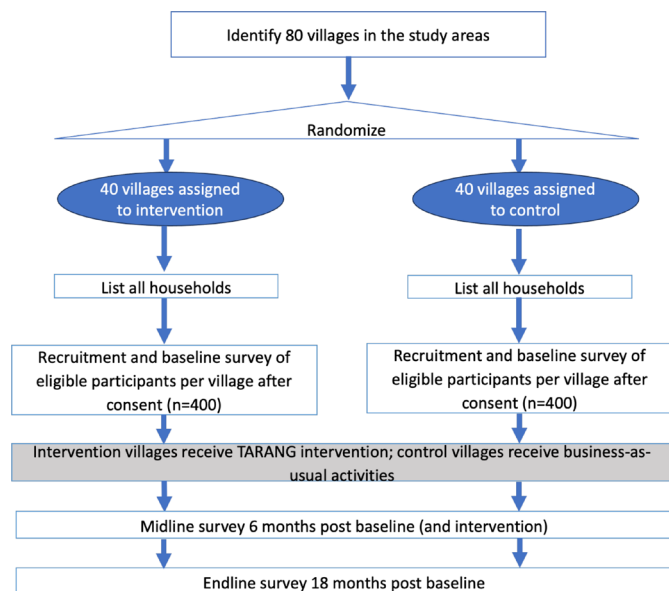 Identify 80 villages in the study areas
Randomize
40 villages assigned
to intervention
40 villages assigned
to control
List all households
List all households
Recruitment and baseline survey of
eligible participants per village after
consent (n=400)
Recruitment and baseline survey of
eligible participants per village after
consent (n=400)
Intervention villages receive TARANG intervention; control villages receive business-as-
usual activities
Midline survey 6 months post baseline (and intervention)
Endline survey 18 months post baseline